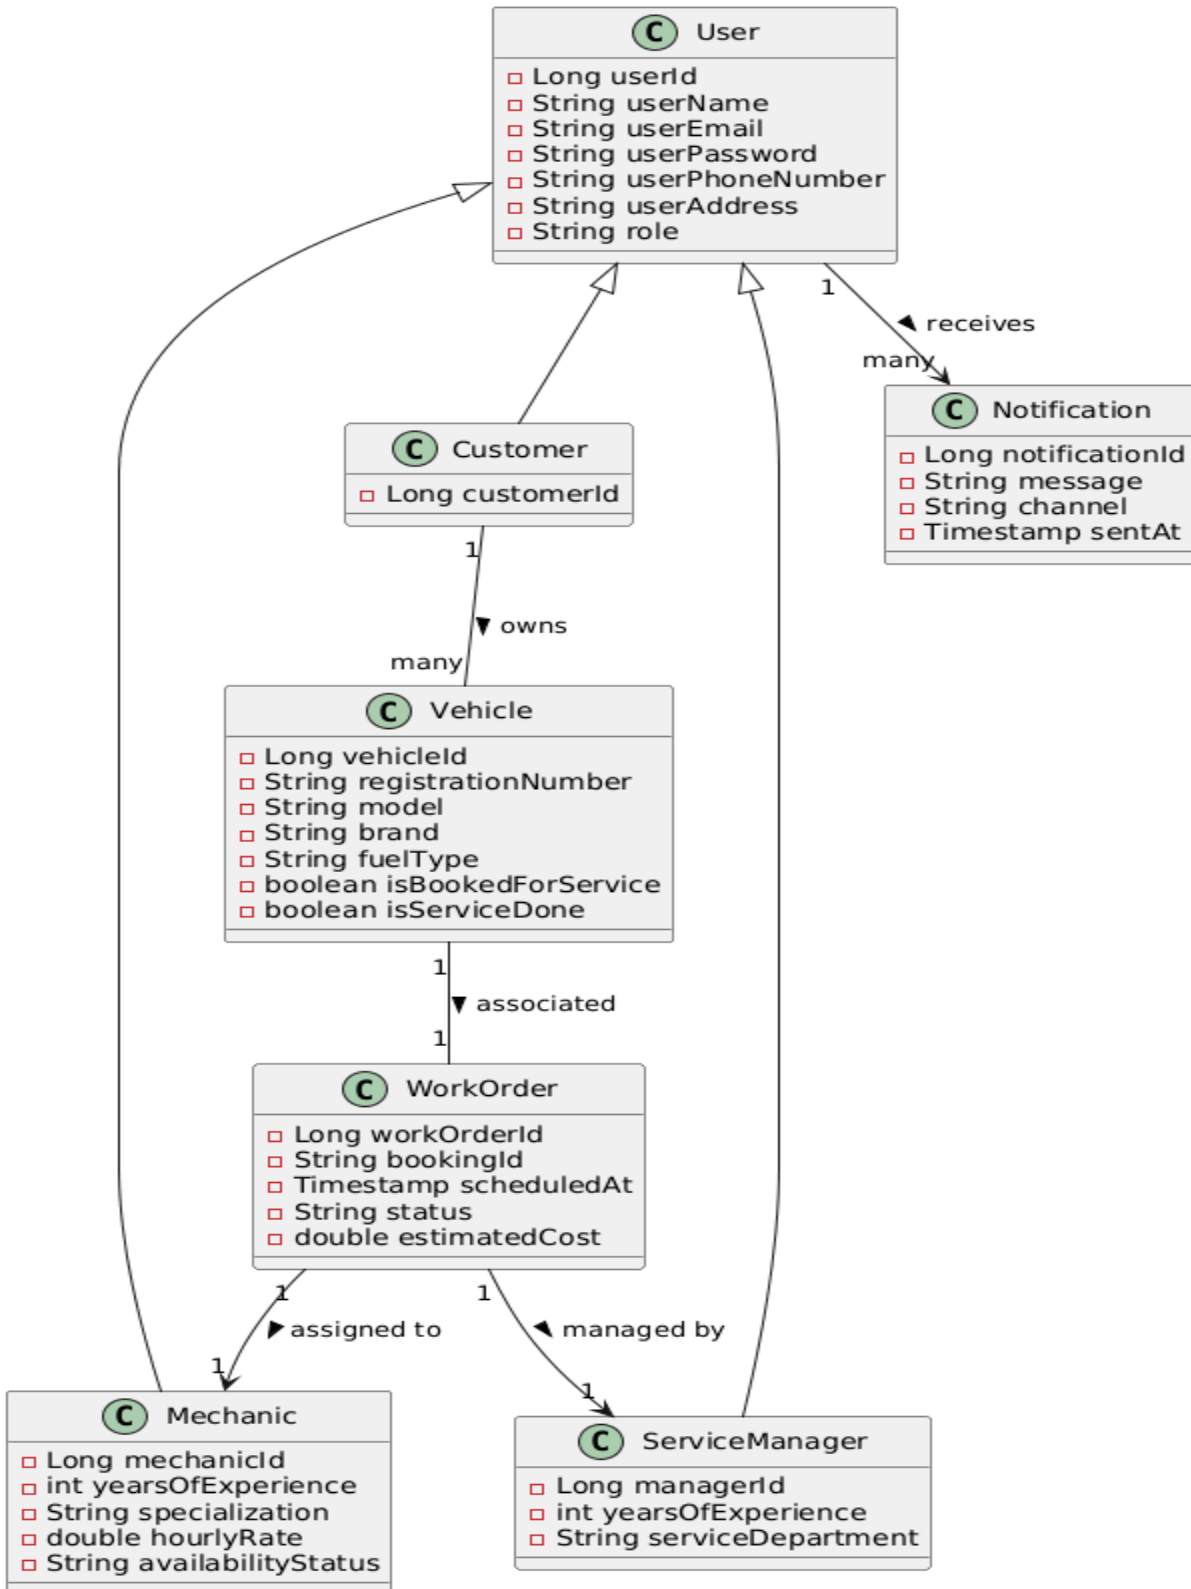 C User
Long userId
String userName
String userEmail
String userPassword
String userPhoneNumber
String userAddress
String role
1
receives
many
C Notification
Long notificationId
String message
String channel
Timestamp sentAt
C Customer
Long customerId
1
owns
many
C Vehicle
Long vehicleId
String registrationNumber
String model
String brand
String fuelType
boolean isBookedForService
boolean isServiceDone
1
associated
1
C WorkOrder
Long workOrderId
String bookingId
Timestamp scheduledAt
String status
double estimatedCost
1
assigned to
1
1
managed by
1
C Mechanic
Long mechanicId
int yearsOfExperience
String specialization
double hourlyRate
String availabilityStatus
C ServiceManager
Long managerId
int yearsOfExperience
String serviceDepartment